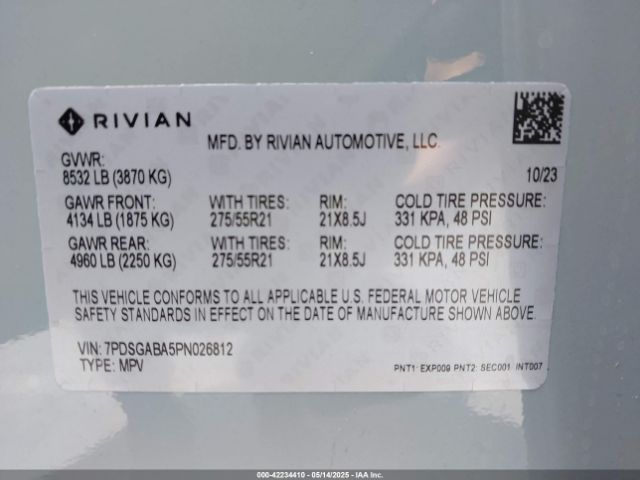 RIVIAN
MFD. BY RIVIAN AUTOMOTIVE, LLC.
GVWR:
8532 LB (3870 KG) 10/23
GAWR FRONT: WITH TIRES: RIM: COLD TIRE PRESSURE:
4134 LB (1875 KG) 275/55R21 21X8.5J 331 KPA, 48 PSI
GAWR REAR: WITH TIRES: RIM: COLD TIRE PRESSURE:
4960 LB (2250 KG) 275/55R21 21X8.5J 331 KPA, 48 PSI
THIS VEHICLE CONFORMS TO ALL APPLICABLE U.S. FEDERAL MOTOR VEHICLE
SAFETY STANDARDS IN EFFECT ON THE DATE OF MANUFACTURE SHOWN ABOVE.
VIN: 7PDSGABA5PN026812
TYPE: MPV
PNT1: EXP009 PNT2: SEC001 INT007
000-42234410 - 05/14/2025 - IAA Inc.